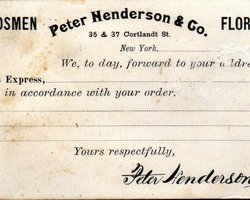 OSMEN Peter Henderson & Co. FLOR
35 & 37 Cortlandt St.
New York.
We, to day, forward to your addre
s Express,
in accordance with your order.
Yours respectfully,
Peter Henderson